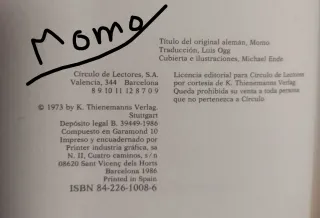 Momo
Título del original alemán, Momo
Traducción, Luis Ogg
Cubierta e ilustraciones, Michael Ende
Círculo de Lectores, S.A.
Valencia, 344 Barcelona
8 9 10 11 12 8 7 0 9
Licencia editorial para Círculo de Lectores
por cortesía de K. Thienemanns Verlag.
Queda prohibida su venta a toda persona
que no pertenezca a Círculo.
© 1973 by K. Thienemanns Verlag.
Stuttgart
Depósito legal B. 39449-1986
Compuesto en Garamond 10
Impreso y encuadernado por
Printer industria gráfica, sa
N. II, Cuatro caminos, s/n
08620 Sant Vicenç dels Horts
Barcelona 1986
Printed in Spain
ISBN 84-226-1008-6